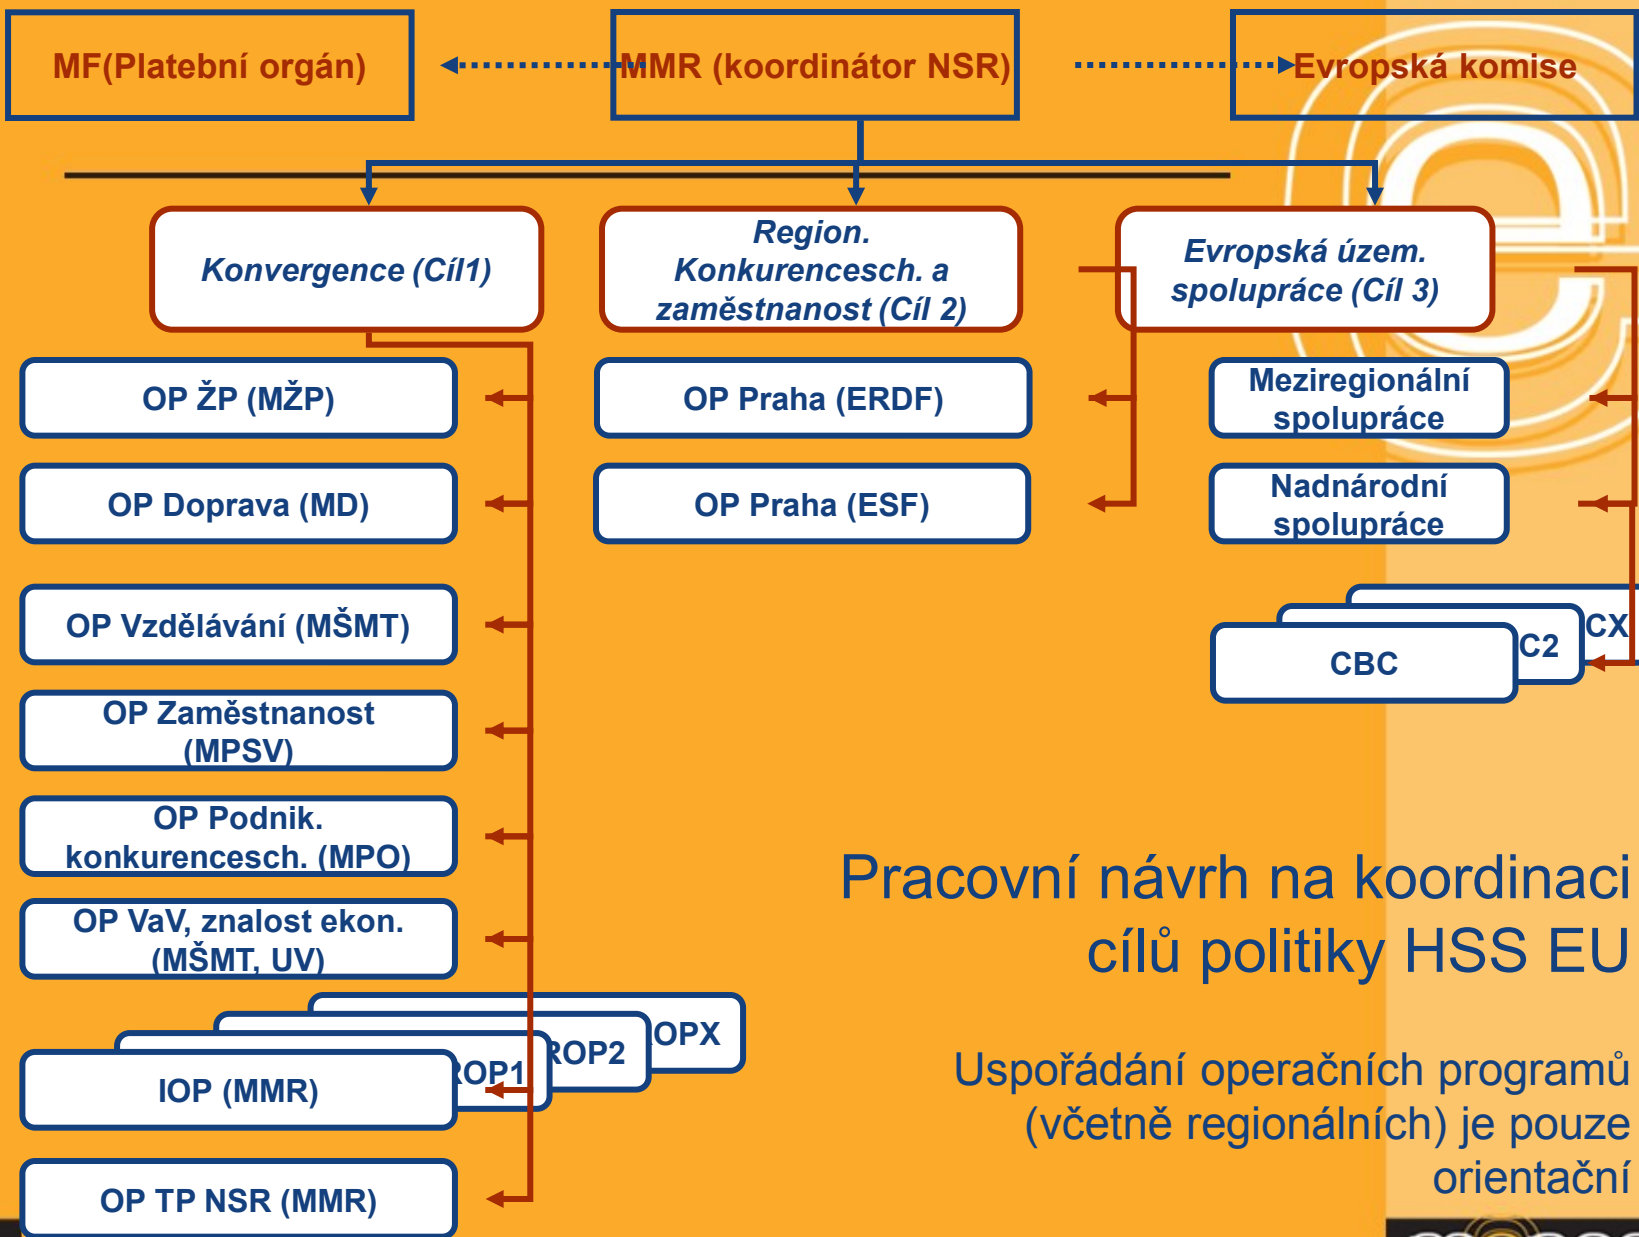 MF(Platební orgán)
MMR (koordinátor NSR)
Evropská komise
Konvergence (Cíl1)
Region.
Konkurencesch. a
zaměstnanost (Cíl 2)
Evropská územ.
spolupráce (Cíl 3)
OP ŽP (MŽP)
OP Praha (ERDF)
Meziregionální
spolupráce
OP Doprava (MD)
OP Praha (ESF)
Nadnárodní
spolupráce
OP Vzdělávání (MŠMT)
CBC
C2
CX
OP Zaměstnanost
(MPSV)
OP Podnik.
konkurencesch. (MPO)
OP VaV, znalost ekon.
(MŠMT, UV)
IOP (MMR)
ROP1
ROP2
OPX
OP TP NSR (MMR)
Pracovní návrh na koordinaci
cílů politiky HSS EU
Uspořádání operačních programů
(včetně regionálních) je pouze
orientační